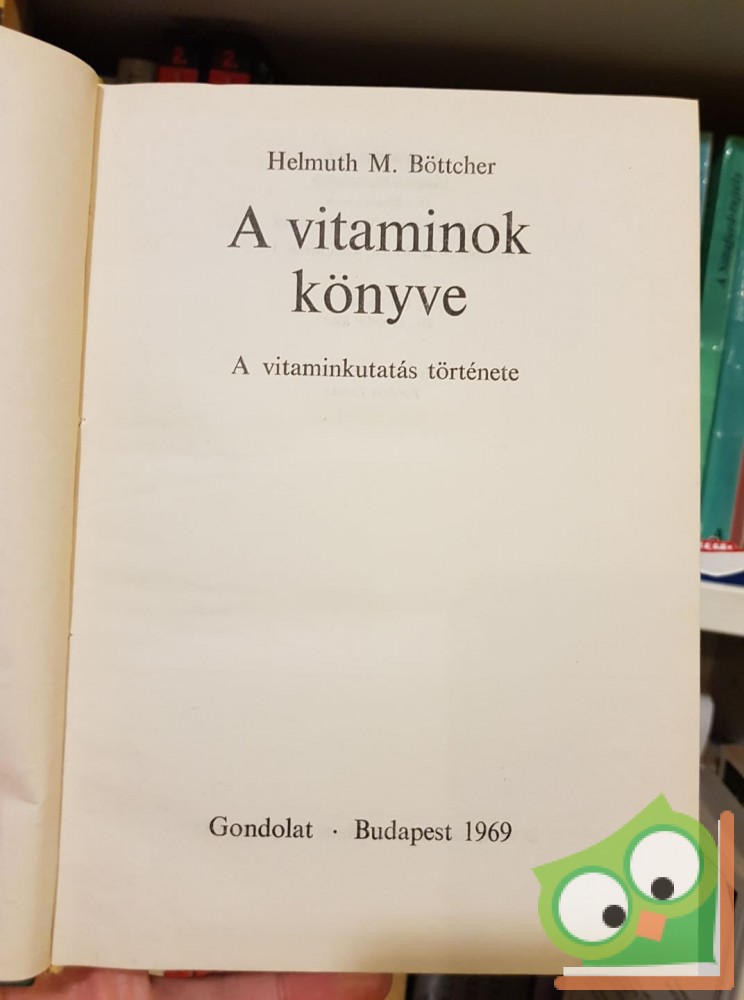 Helmuth M. Böttcher
A vitaminok
könyve
A vitaminkutatás története
Gondolat · Budapest 1969